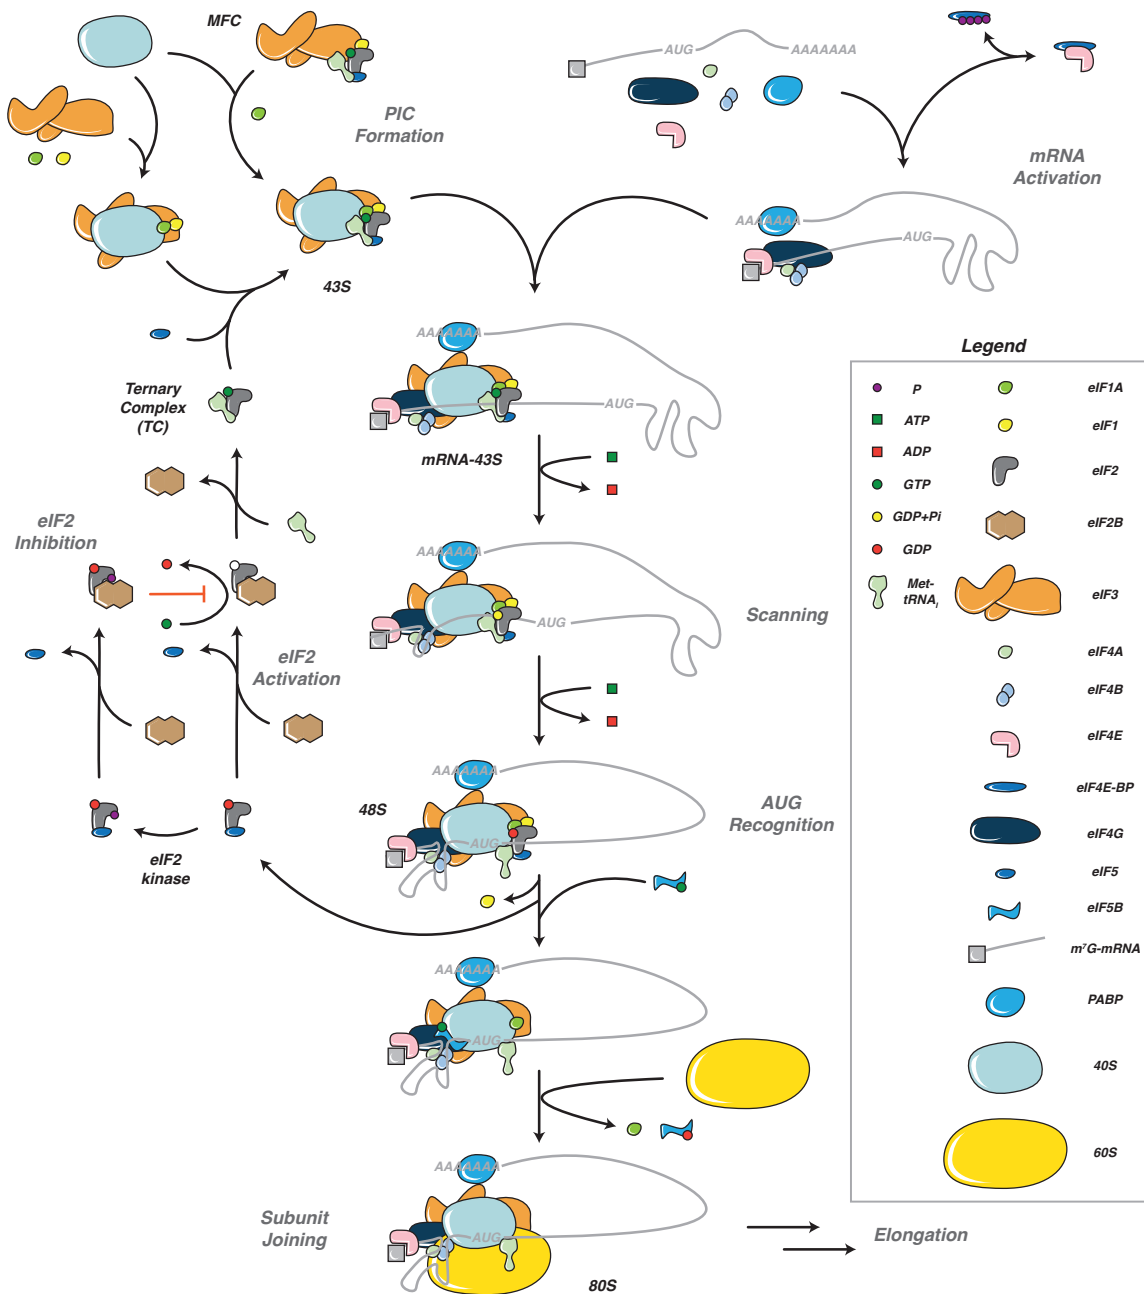 MFC
AUG
AAAAAAA
PIC
Formation
mRNA
Activation
AAAAAAA
AUG
43S
Ternary
Complex
(TC)
AAAAAAA
AUG
mRNA-43S
eIF2
Inhibition
eIF2
Activation
AAAAAAA
AUG
Scanning
AAAAAAA
48S
AUG
AUG
Recognition
eIF2
kinase
AAAAAAA
AUG
AAAAAAA
AUG
Subunit
Joining
80S
Elongation
Legend
P
ATP
ADP
GTP
GDP+Pi
GDP
Met-
tRNAi
eIF1A
eIF1
eIF2
eIF2B
eIF3
eIF4A
eIF4B
eIF4E
eIF4E-BP
eIF4G
eIF5
eIF5B
m⁷G-mRNA
PABP
40S
60S